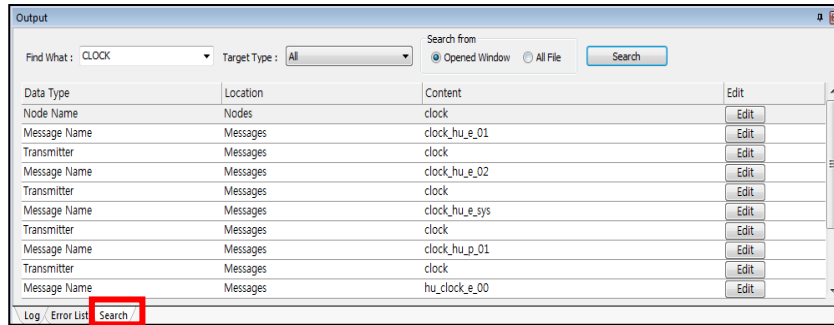 Output
Search from
Find What : CLOCK Target Type : All Opened Window All File Search
Data Type Location Content Edit
Node Name Nodes clock Edit
Message Name Messages clock_hu_e_01 Edit
Transmitter Messages clock Edit
Message Name Messages clock_hu_e_02 Edit
Transmitter Messages clock Edit
Message Name Messages clock_hu_e_sys Edit
Transmitter Messages clock Edit
Message Name Messages clock_hu_p_01 Edit
Transmitter Messages clock Edit
Message Name Messages hu_clock_e_00 Edit
Log Error List Search